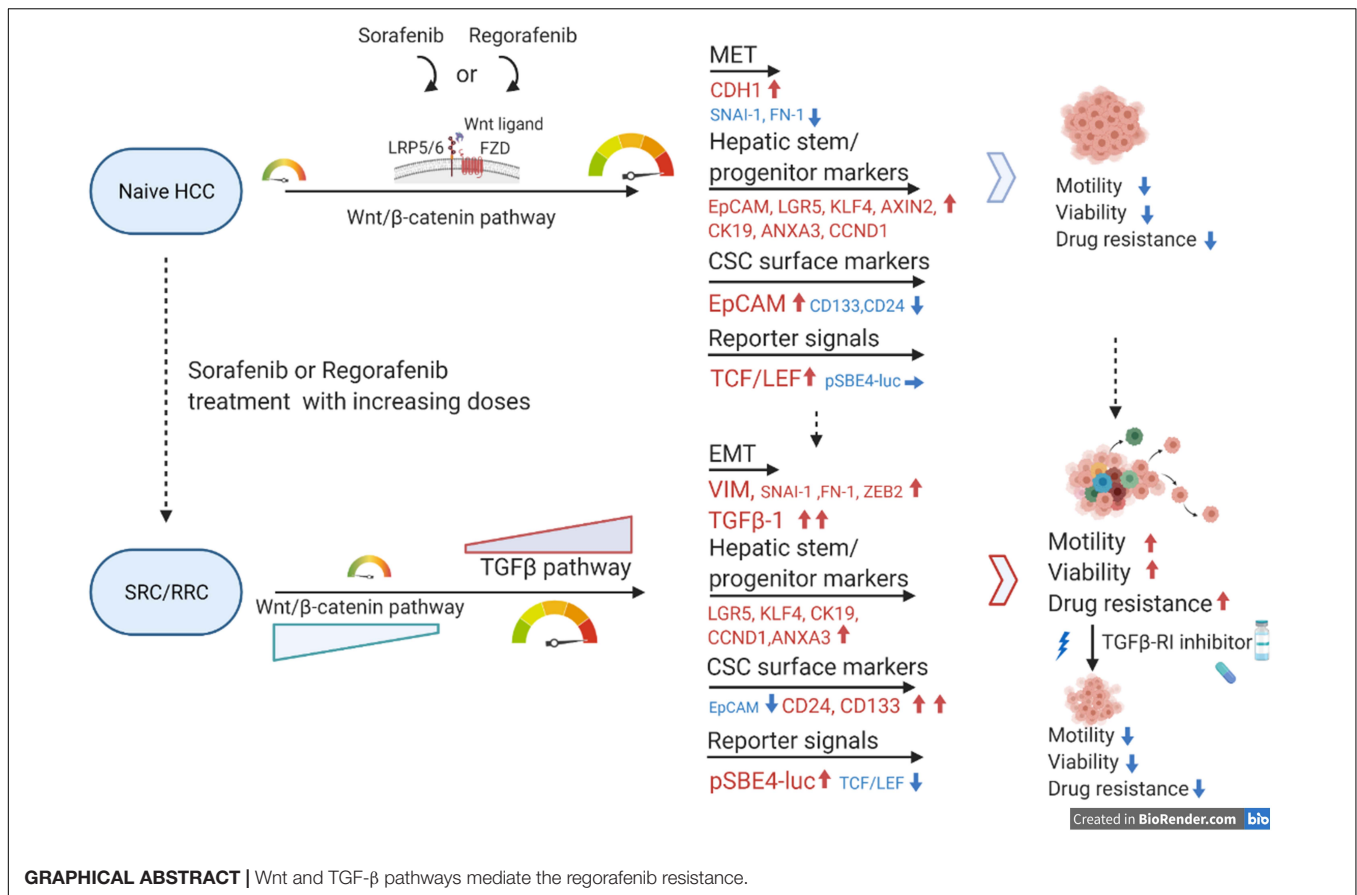 Sorafenib or Regorafenib
Wnt ligand
LRP5/6 FZD
Naive HCC
Wnt/β-catenin pathway
MET
CDH1 ↑
SNAI-1, FN-1 ↓
Hepatic stem/
progenitor markers
EpCAM, LGR5, KLF4, AXIN2, ↑
CK19, ANXA3, CCND1
CSC surface markers
EpCAM ↑ CD133,CD24 ↓
Reporter signals
TCF/LEF ↑ pSBE4-luc →
Motility ↓
Viability ↓
Drug resistance ↓
Sorafenib or Regorafenib
treatment with increasing doses
SRC/RRC
TGFβ pathway
Wnt/β-catenin pathway
EMT
VIM, SNAI-1 ,FN-1, ZEB2 ↑
TGFβ-1 ↑↑
Hepatic stem/
progenitor markers
LGR5, KLF4, CK19,
CCND1,ANXA3 ↑
CSC surface markers
EpCAM ↓ CD24, CD133 ↑ ↑
Reporter signals
pSBE4-luc ↑ TCF/LEF ↓
Motility ↑
Viability ↑
Drug resistance ↑
TGFβ-RI inhibitor
Motility ↓
Viability ↓
Drug resistance ↓
Created in BioRender.com bio
GRAPHICAL ABSTRACT | Wnt and TGF-β pathways mediate the regorafenib resistance.